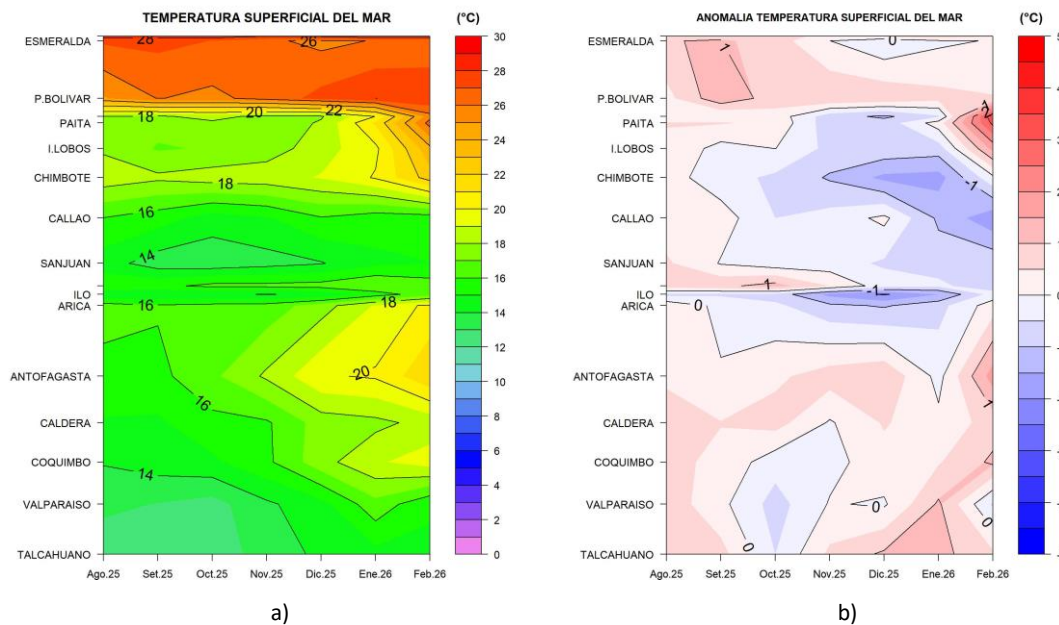 TEMPERATURA SUPERFICIAL DEL MAR
(°C)
ESMERALDA
P.BOLIVAR
PAITA
I.LOBOS
CHIMBOTE
CALLAO
SANJUAN
ILO
ARICA
ANTOFAGASTA
CALDERA
COQUIMBO
VALPARAISO
TALCAHUANO
28
26
18
20
22
18
16
14
16
18
20
16
14
30
28
26
24
22
20
18
16
14
12
10
8
6
4
2
0
Ago.25 Set.25 Oct.25 Nov.25 Dic.25 Ene.26 Feb.26
a)
ANOMALIA TEMPERATURA SUPERFICIAL DEL MAR
(°C)
ESMERALDA
P.BOLIVAR
PAITA
I.LOBOS
CHIMBOTE
CALLAO
SANJUAN
ILO
ARICA
ANTOFAGASTA
CALDERA
COQUIMBO
VALPARAISO
TALCAHUANO
1
0
1
2
-1
0
1
-1
0
1
0
0
0
Ago.25 Set.25 Oct.25 Nov.25 Dic.25 Ene.26 Feb.26
b)